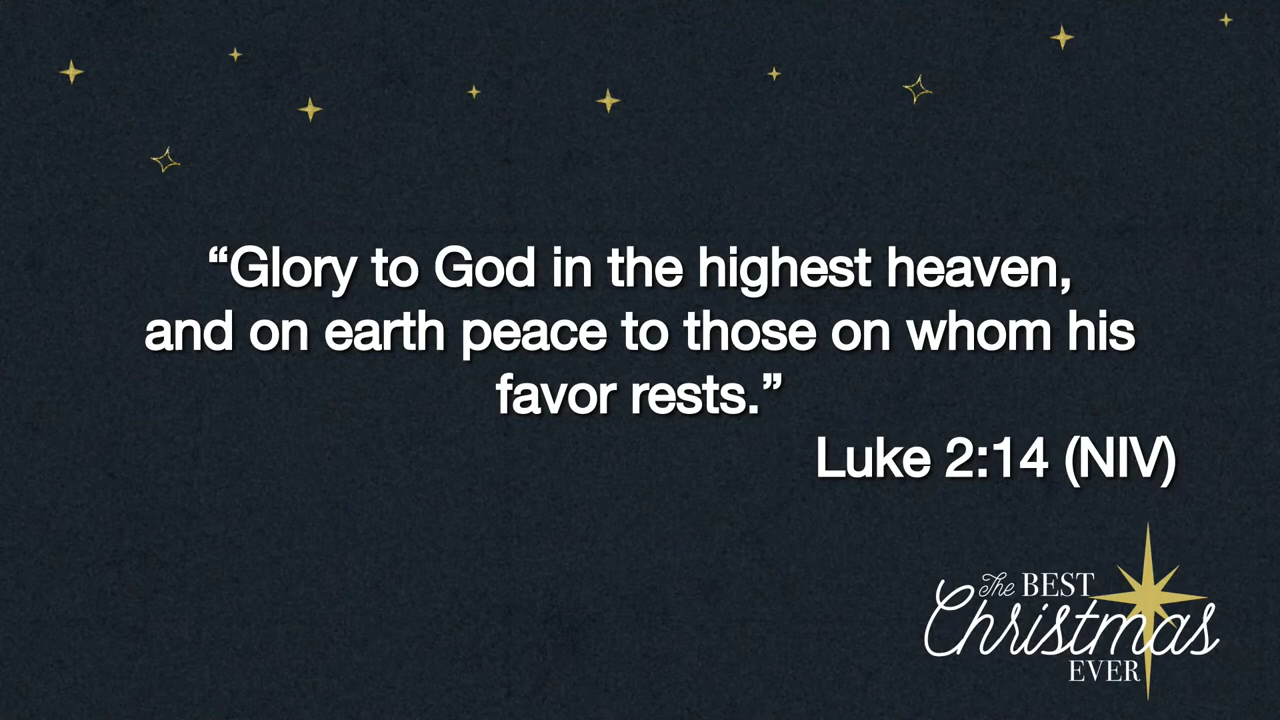 “Glory to God in the highest heaven,
and on earth peace to those on whom his
favor rests.”
Luke 2:14 (NIV)
The BEST
Christmas
EVER